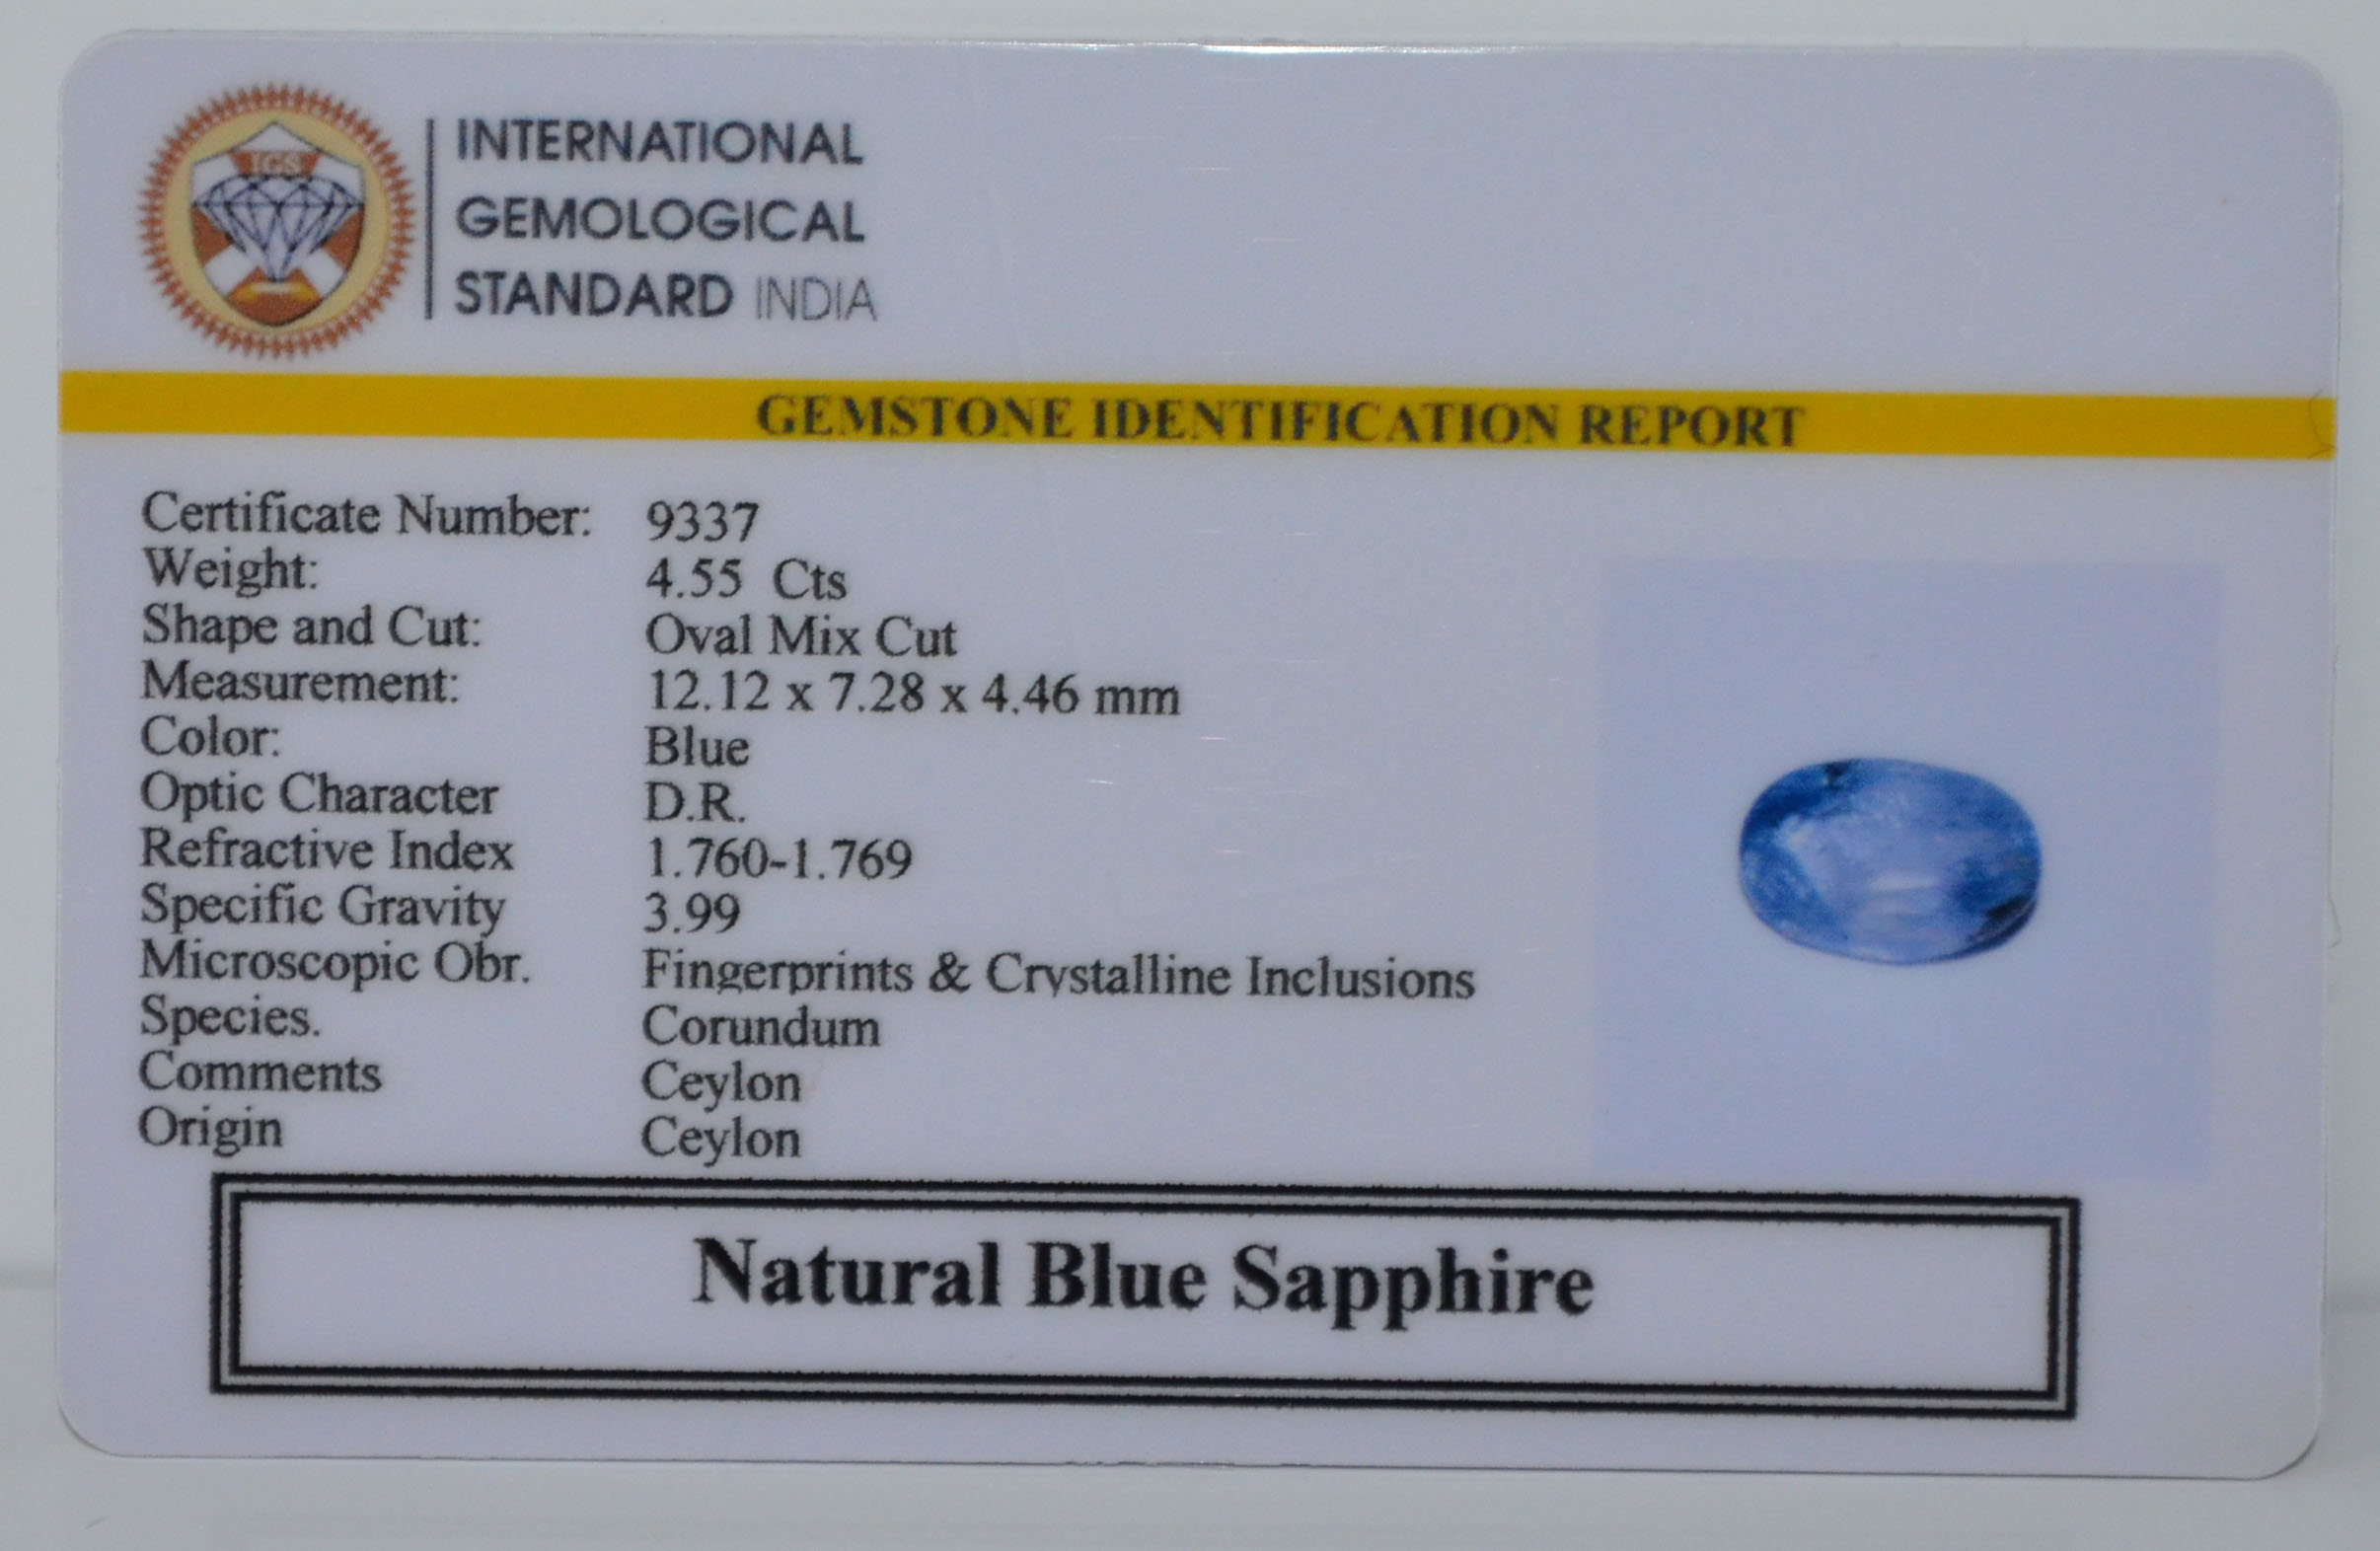 IGS
INTERNATIONAL
GEMOLOGICAL
STANDARD INDIA
GEMSTONE IDENTIFICATION REPORT
Certificate Number: 9337
Weight: 4.55 Cts
Shape and Cut: Oval Mix Cut
Measurement: 12.12 x 7.28 x 4.46 mm
Color: Blue
Optic Character D.R.
Refractive Index 1.760-1.769
Specific Gravity 3.99
Microscopic Obr. Fingerprints & Crystalline Inclusions
Species. Corundum
Comments Ceylon
Origin Ceylon
Natural Blue Sapphire